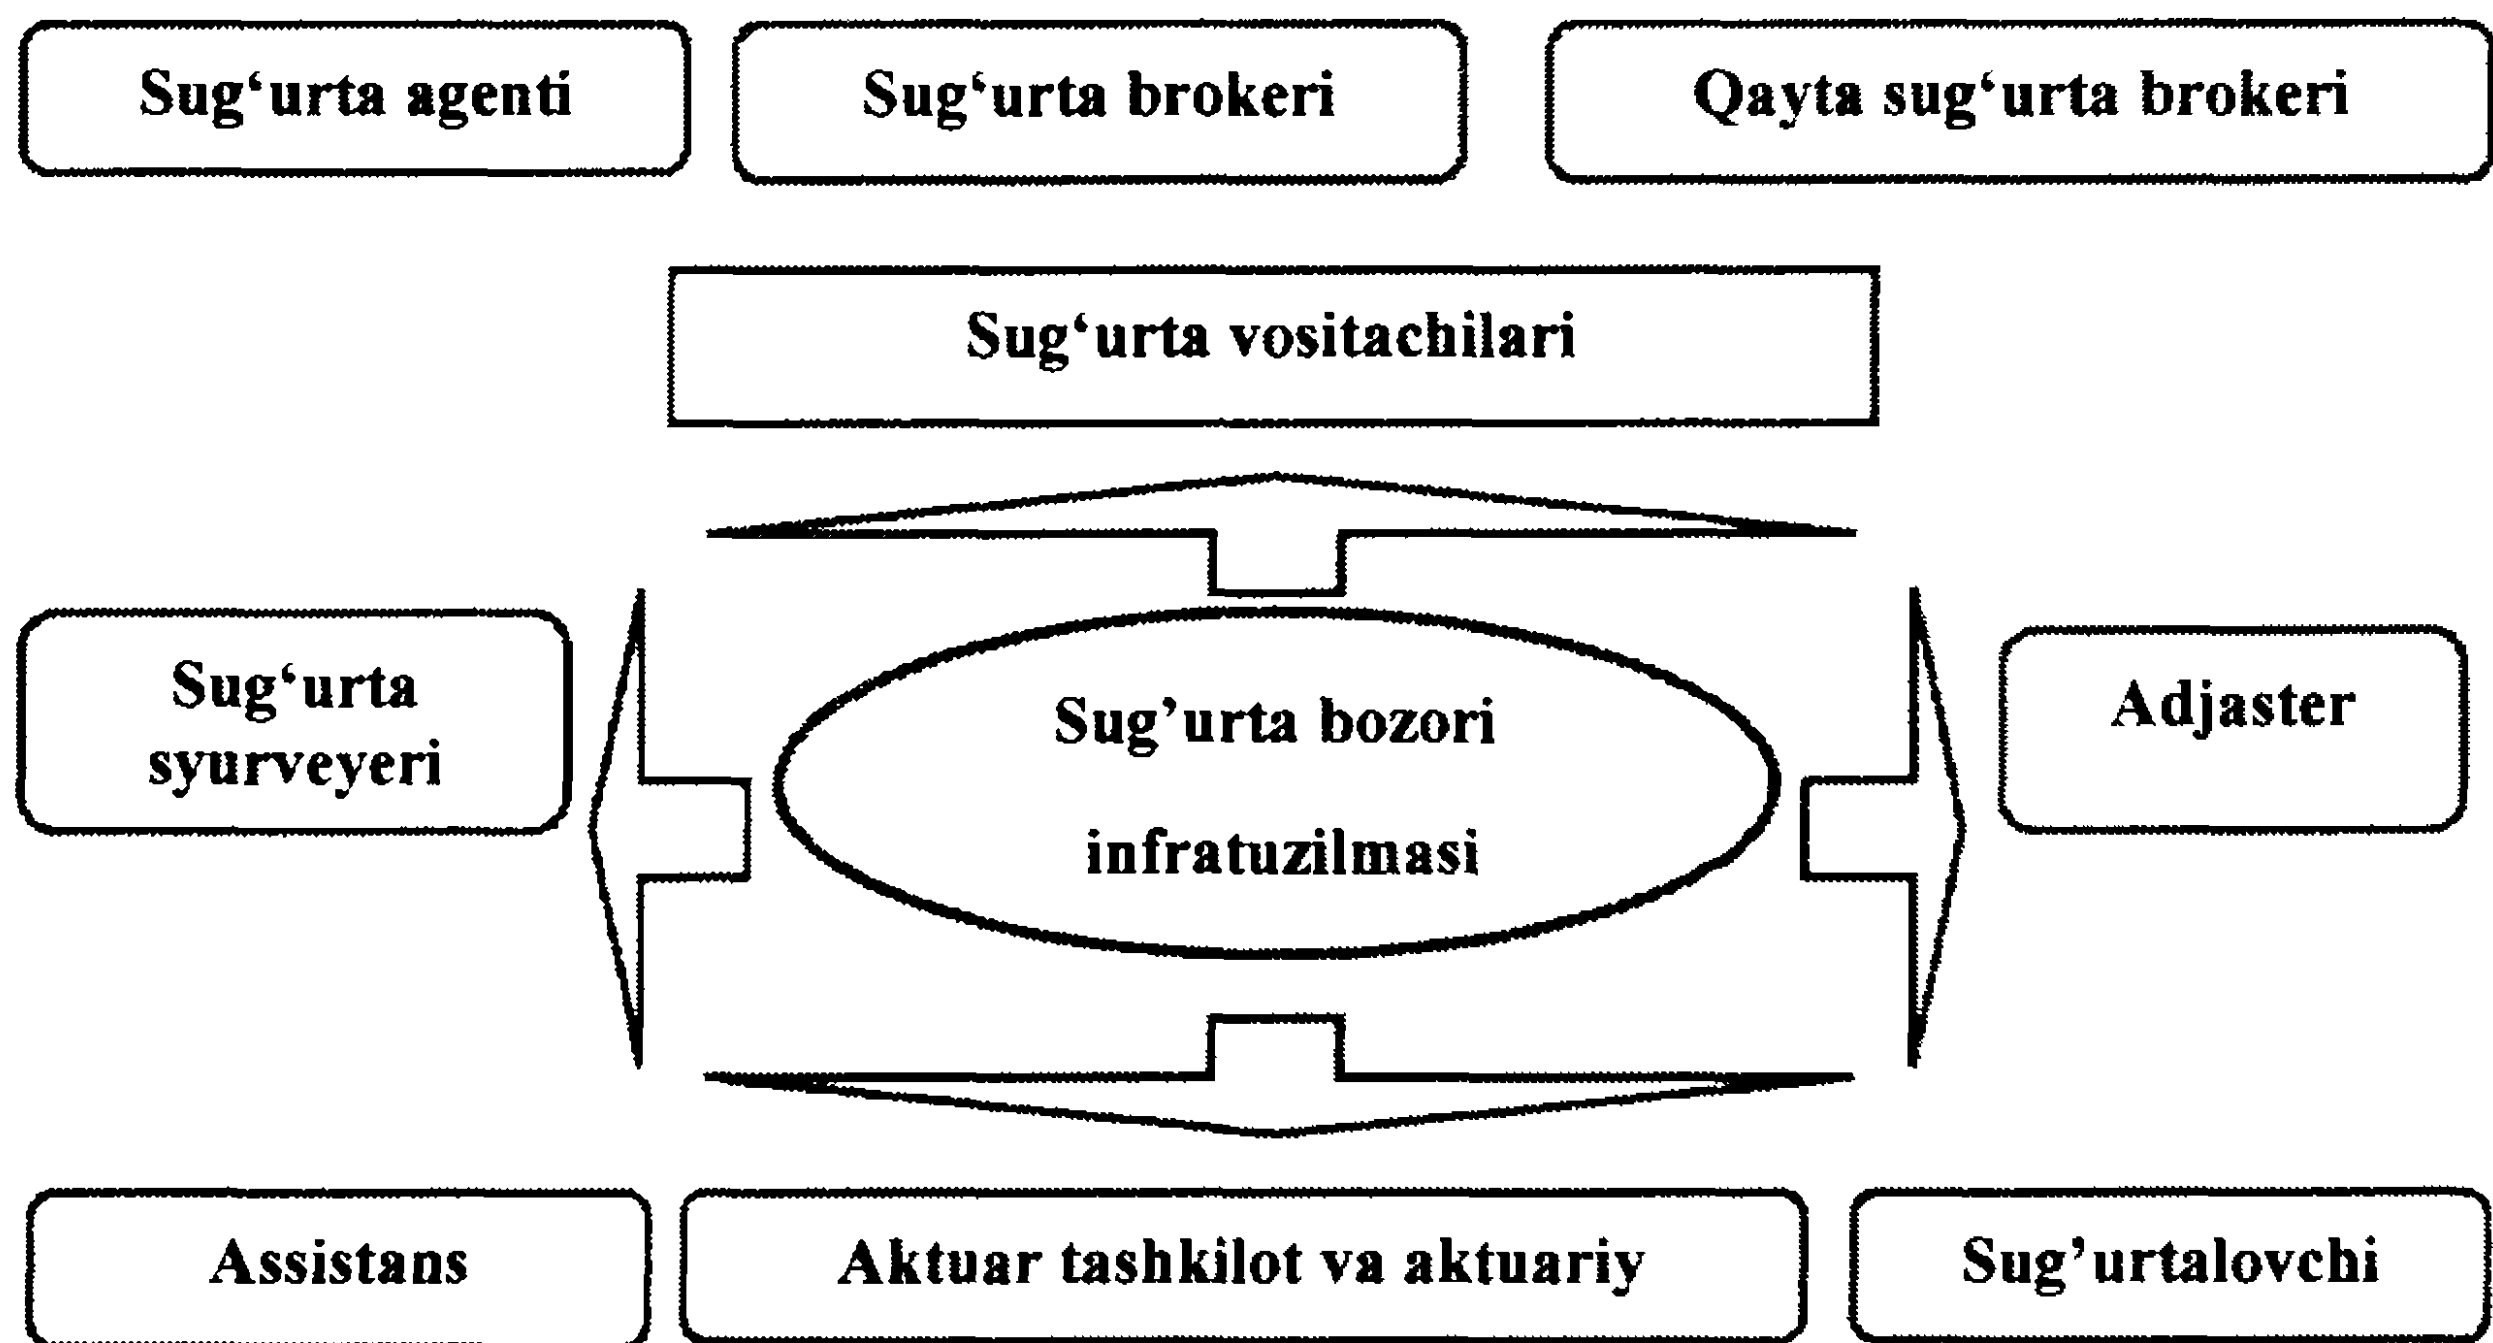 Sug‘urta agenti
Sug‘urta brokeri
Qayta sug‘urta brokeri
Sug‘urta vositachilari
Sug‘urta
syurveyeri
Sug’urta bozori
infratuzilmasi
Adjaster
Assistans
Aktuar tashkilot va aktuariy
Sug’urtalovchi